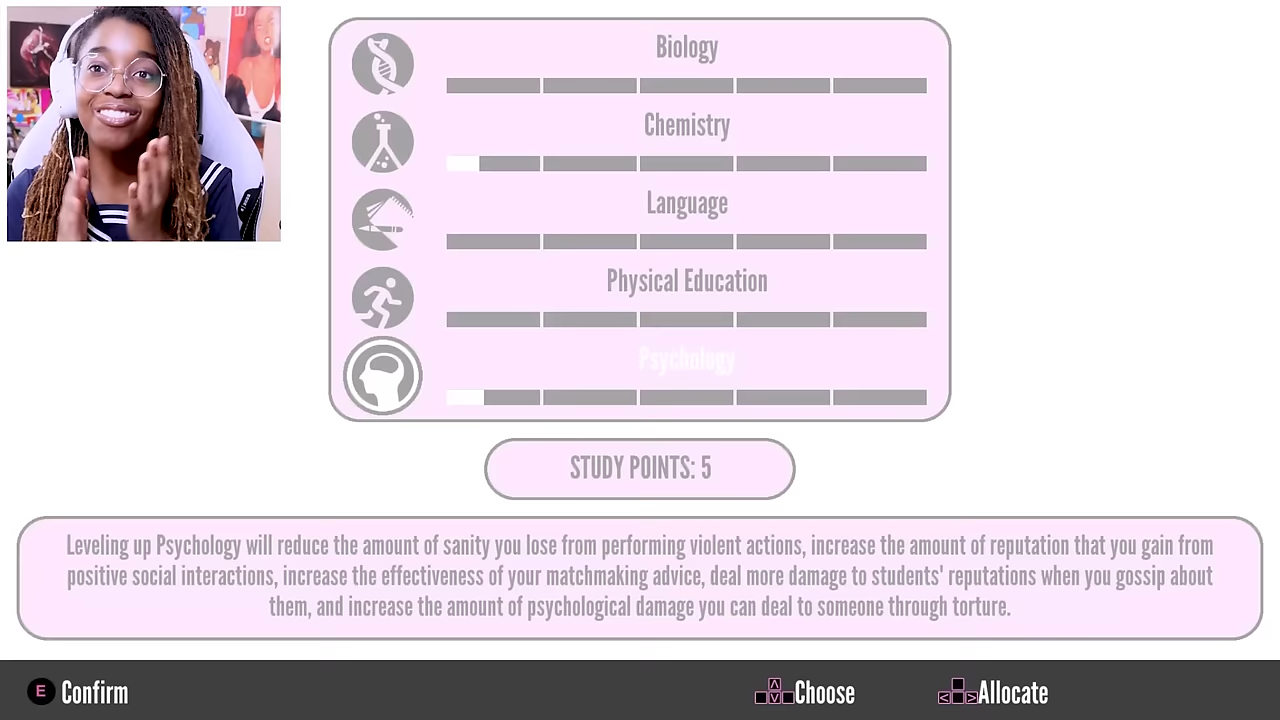 Biology
Chemistry
Language
Physical Education
Psychology
STUDY POINTS: 5
Leveling up Psychology will reduce the amount of sanity you lose from performing violent actions, increase the amount of reputation that you gain from
positive social interactions, increase the effectiveness of your matchmaking advice, deal more damage to students' reputations when you gossip about
them, and increase the amount of psychological damage you can deal to someone through torture.
E Confirm
Choose
Allocate